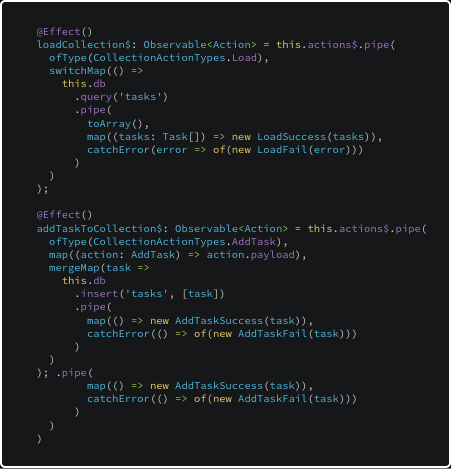 @Effect()
loadCollection$: Observable<Action> = this.actions$.pipe(
  ofType(CollectionActionTypes.Load),
  switchMap(() =>
    this.db
      .query('tasks')
      .pipe(
        toArray(),
        map((tasks: Task[]) => new LoadSuccess(tasks)),
        catchError(error => of(new LoadFail(error)))
      )
  )
);

@Effect()
addTaskToCollection$: Observable<Action> = this.actions$.pipe(
  ofType(CollectionActionTypes.AddTask),
  map((action: AddTask) => action.payload),
  mergeMap(task =>
    this.db
      .insert('tasks', [task])
      .pipe(
        map(() => new AddTaskSuccess(task)),
        catchError(() => of(new AddTaskFail(task)))
      )
  )
); .pipe(
        map(() => new AddTaskSuccess(task)),
        catchError(() => of(new AddTaskFail(task)))
      )
  )
)